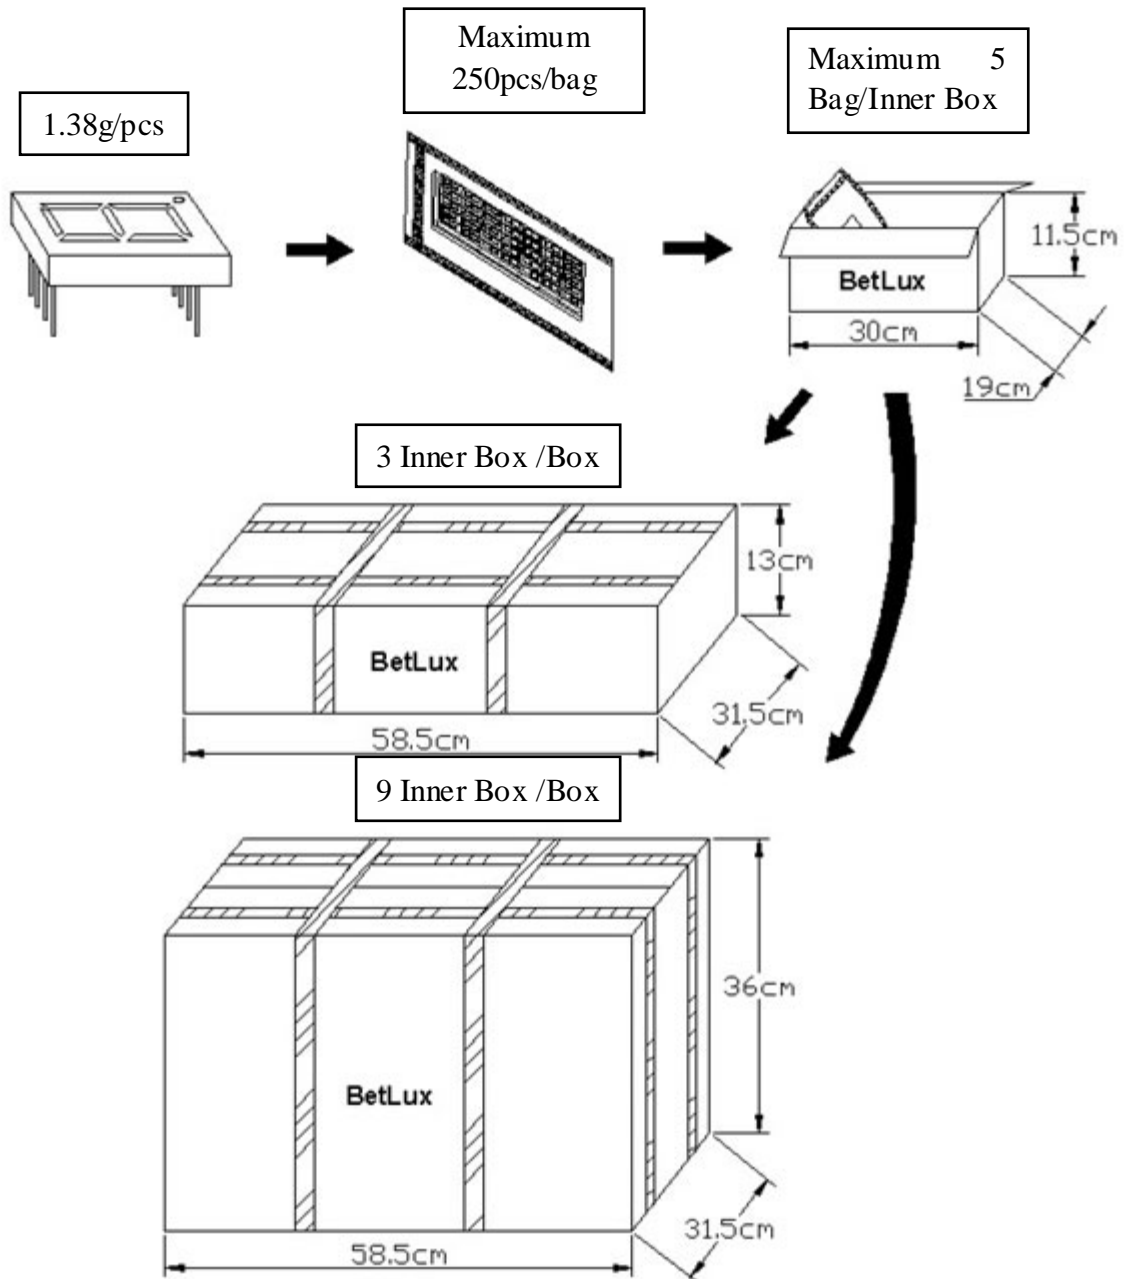 Maximum
250pcs/bag
Maximum 5
Bag/Inner Box
1.38g/pcs
11.5cm
BetLux
30cm
19cm
3 Inner Box /Box
13cm
BetLux
31.5cm
58.5cm
9 Inner Box /Box
36cm
BetLux
31.5cm
58.5cm